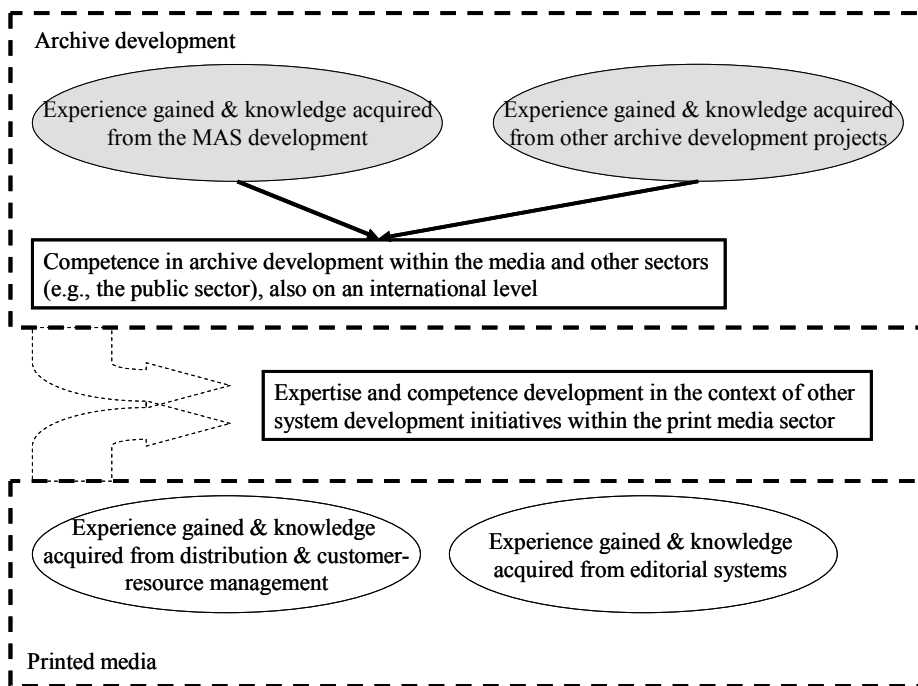 Archive development
Experience gained & knowledge acquired
from the MAS development
Experience gained & knowledge acquired
from other archive development projects
Competence in archive development within the media and other sectors
(e.g., the public sector), also on an international level
Expertise and competence development in the context of other
system development initiatives within the print media sector
Experience gained & knowledge
acquired from distribution & customer-
resource management
Experience gained & knowledge
acquired from editorial systems
Printed media